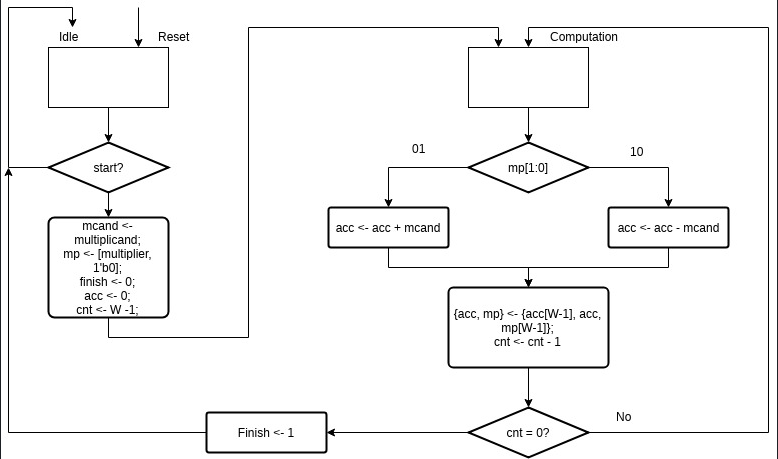 Idle
Reset
start?
mcand <-
multiplicand;
mp <- [multiplier,
1'b0];
finish <- 0;
acc <- 0;
cnt <- W -1;
Computation
mp[1:0]
01
10
acc <- acc + mcand
acc <- acc - mcand
{acc, mp} <- {acc[W-1], acc,
mp[W-1]};
cnt <- cnt - 1
cnt = 0?
No
Finish <- 1